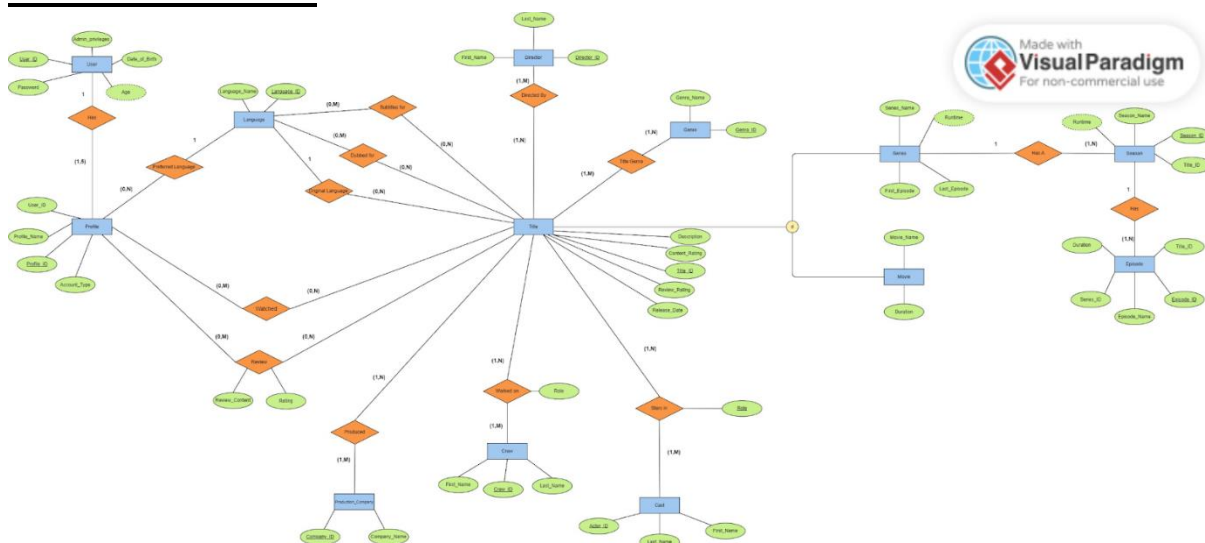 Made with
Visual Paradigm
For non-commercial use
Last_Name
First_Name
Director
Director_ID
(1,M)
Directed By
(1,N)
Admin_privileges
User_ID
Date_of_Birth
User
Password
Age
1
Has
(1,5)
Language_Name
Language_ID
Language
(0,M)
Subtitles for
(0,N)
(0,M)
Dubbed for
(0,N)
1
Original Language
(0,N)
1
Preferred Language
(0,N)
Genre_Name
Genre
Genre_ID
(1,N)
Title Genre
(1,M)
User_ID
Profile_Name
Profile
Profile_ID
Account_Type
(0,M)
Watched
(0,N)
(0,M)
Review
(0,N)
Review_Content
Rating
Title
Description
Content_Rating
Title_ID
Review_Rating
Release_Date
Series_Name
Runtime
Series
First_Episode
Last_Episode
1
Has A
(1,N)
Runtime
Season_Name
Season_ID
Season
Title_ID
1
Has
(1,N)
Duration
Title_ID
Episode
Series_ID
Episode_ID
Episode_Name
Movie_Name
Movie
Duration
(1,N)
Produced
(1,M)
Production_Company
Company_ID
Company_Name
(1,N)
Worked on
Role
(1,M)
Crew
First_Name
Crew_ID
Last_Name
(1,N)
Stars in
Role
(1,M)
Cast
Actor_ID
Last_Name
First_Name